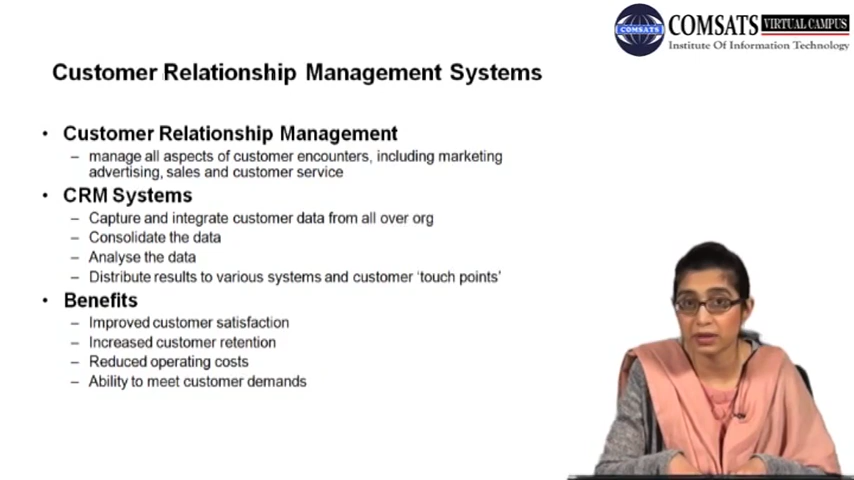 COMSATS
COMSATS VIRTUAL CAMPUS
Institute Of Information Technology
Customer Relationship Management Systems
• Customer Relationship Management
– manage all aspects of customer encounters, including marketing
advertising, sales and customer service
• CRM Systems
– Capture and integrate customer data from all over org
– Consolidate the data
– Analyse the data
– Distribute results to various systems and customer ‘touch points’
• Benefits
– Improved customer satisfaction
– Increased customer retention
– Reduced operating costs
– Ability to meet customer demands